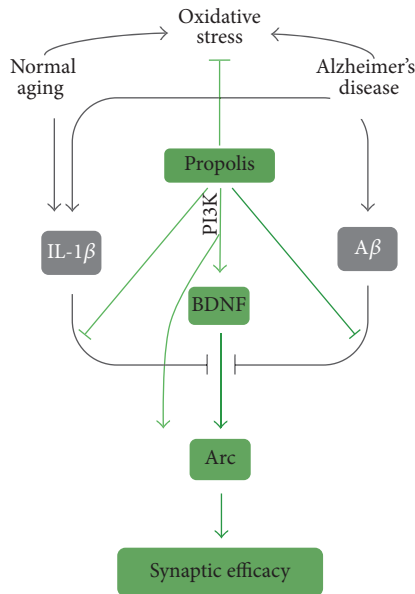 Oxidative
stress
Normal
aging
Alzheimer's
disease
Propolis
PI3K
IL-1β
Aβ
BDNF
Arc
Synaptic efficacy